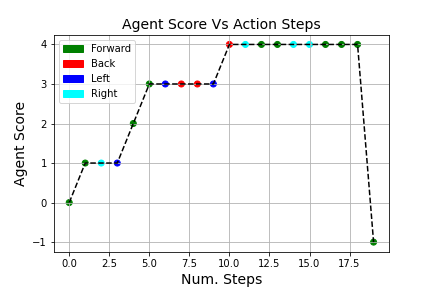 Agent Score Vs Action Steps
Forward
Back
Left
Right
4
3
2
1
0
−1
Agent Score
0.0 2.5 5.0 7.5 10.0 12.5 15.0 17.5
Num. Steps